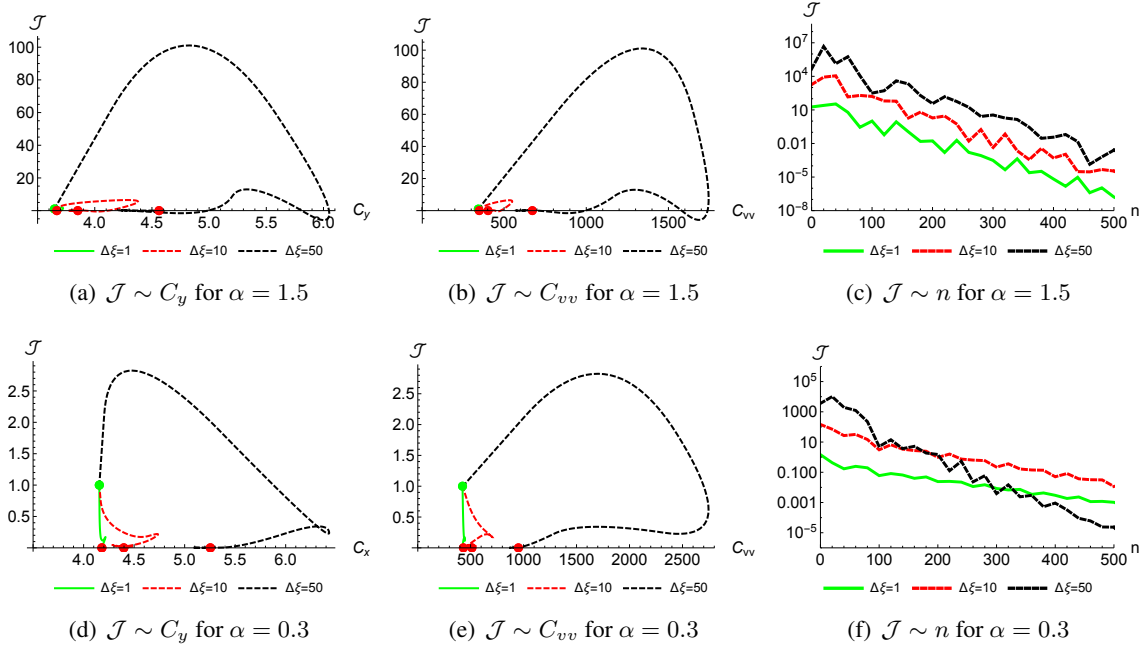 𝒥
100
80
60
40
20
4.0 4.5 5.0 5.5 6.0 C_y
Δξ=1 Δξ=10 Δξ=50
(a) 𝒥 ∼ C_y for α = 1.5
𝒥
100
80
60
40
20
500 1000 1500 C_vv
Δξ=1 Δξ=10 Δξ=50
(b) 𝒥 ∼ C_vv for α = 1.5
𝒥
10^7
10^4
10
0.01
10^-5
10^-8
0 100 200 300 400 500 n
Δξ=1 Δξ=10 Δξ=50
(c) 𝒥 ∼ n for α = 1.5
𝒥
2.5
2.0
1.5
1.0
0.5
4.0 4.5 5.0 5.5 6.0 C_x
Δξ=1 Δξ=10 Δξ=50
(d) 𝒥 ∼ C_y for α = 0.3
𝒥
2.5
2.0
1.5
1.0
0.5
500 1000 1500 2000 2500 C_vv
Δξ=1 Δξ=10 Δξ=50
(e) 𝒥 ∼ C_vv for α = 0.3
𝒥
10^5
1000
10
0.100
0.001
10^-5
0 100 200 300 400 500 n
Δξ=1 Δξ=10 Δξ=50
(f) 𝒥 ∼ n for α = 0.3